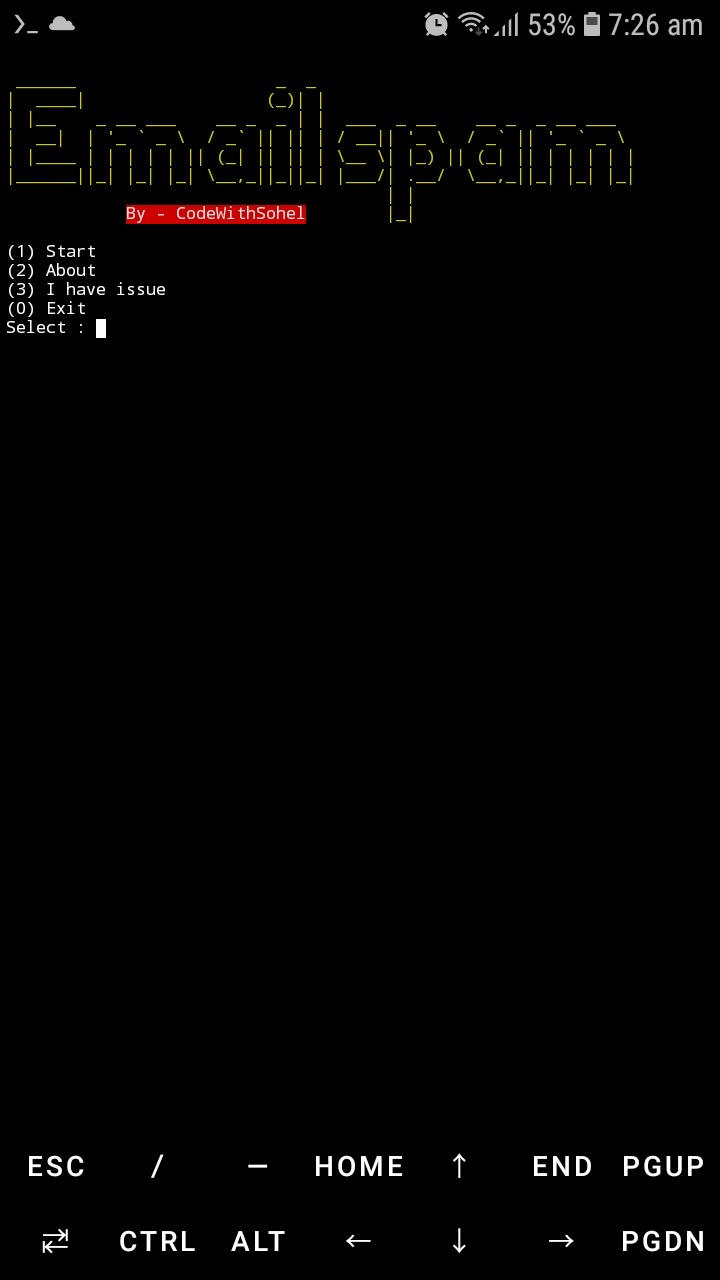 53% 7:26 am
Emailspam
By - CodeWithSohel
(1) Start
(2) About
(3) I have issue
(0) Exit
Select :
ESC / — HOME ↑ END PGUP
CTRL ALT ← ↓ → PGDN